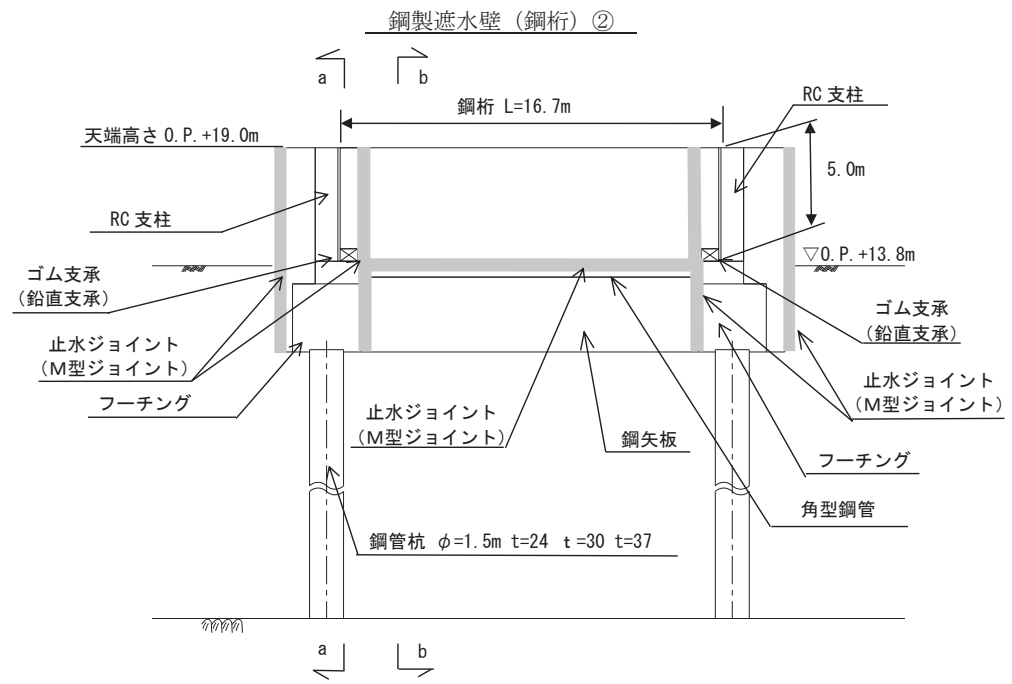 鋼製遮水壁（鋼桁）②
a
b
鋼桁 L=16.7m
RC 支柱
天端高さ O.P.+19.0m
5.0m
RC 支柱
▽O.P.+13.8m
ゴム支承
（鉛直支承）
ゴム支承
（鉛直支承）
止水ジョイント
（M型ジョイント）
止水ジョイント
（M型ジョイント）
フーチング
止水ジョイント
（M型ジョイント）
鋼矢板
フーチング
角型鋼管
鋼管杭 φ=1.5m t=24 t=30 t=37
a
b